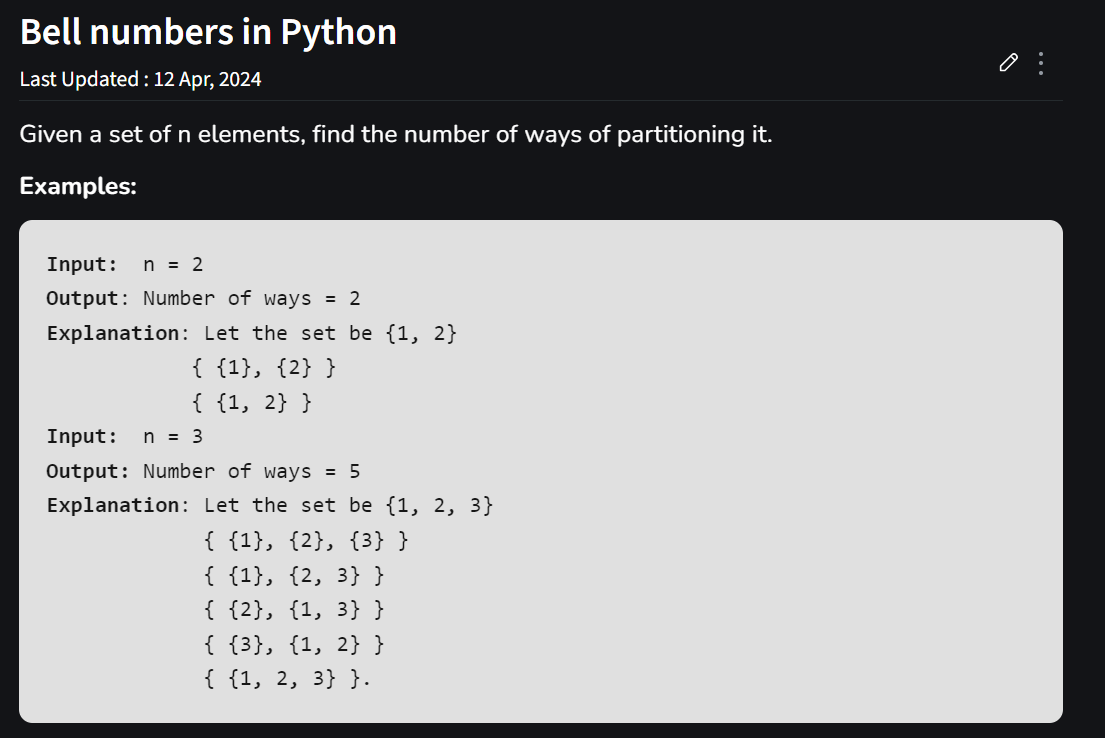 Bell numbers in Python
Last Updated : 12 Apr, 2024
Given a set of n elements, find the number of ways of partitioning it.
Examples:
Input:  n = 2
Output: Number of ways = 2
Explanation: Let the set be {1, 2}
{ {1}, {2} }
{ {1, 2} }
Input:  n = 3
Output: Number of ways = 5
Explanation: Let the set be {1, 2, 3}
{ {1}, {2}, {3} }
{ {1}, {2, 3} }
{ {2}, {1, 3} }
{ {3}, {1, 2} }
{ {1, 2, 3} }.